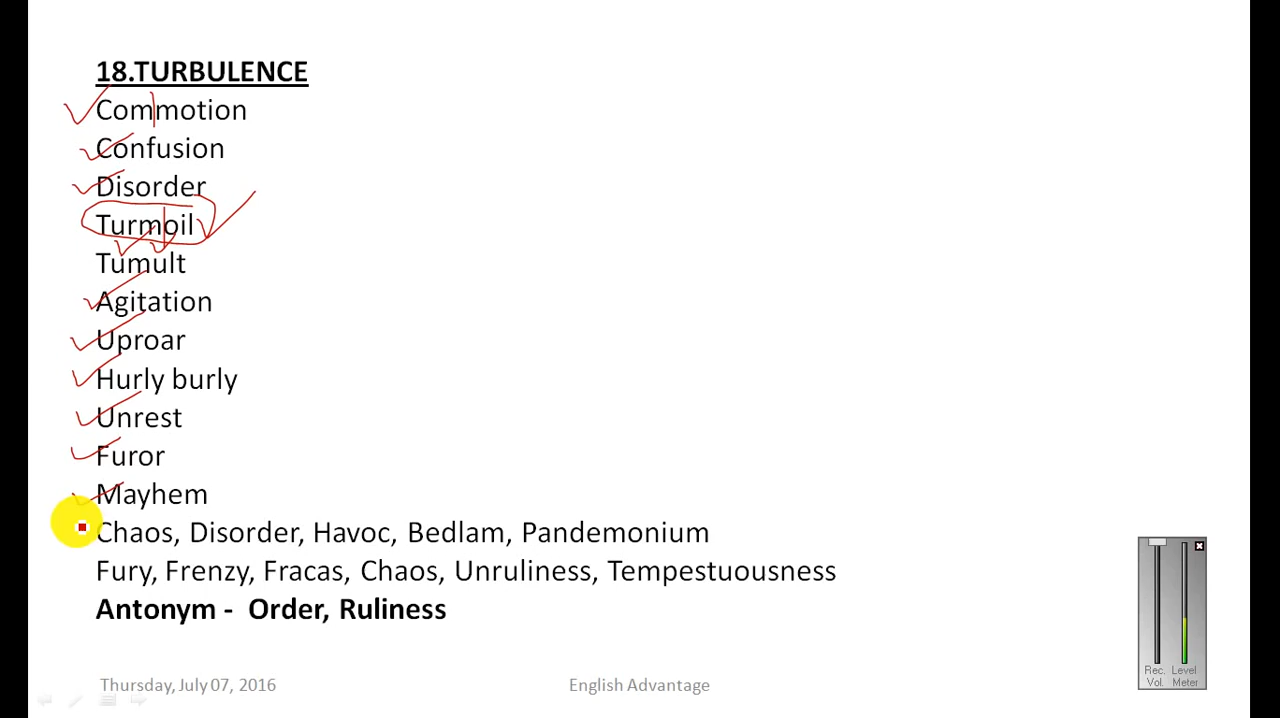 18.TURBULENCE
Commotion
Confusion
Disorder
Turmoil
Tumult
Agitation
Uproar
Hurly burly
Unrest
Furor
Mayhem
Chaos, Disorder, Havoc, Bedlam, Pandemonium
Fury, Frenzy, Fracas, Chaos, Unruliness, Tempestuousness
Antonym - Order, Ruliness
Rec. Level
Vol. Meter
Thursday, July 07, 2016 English Advantage